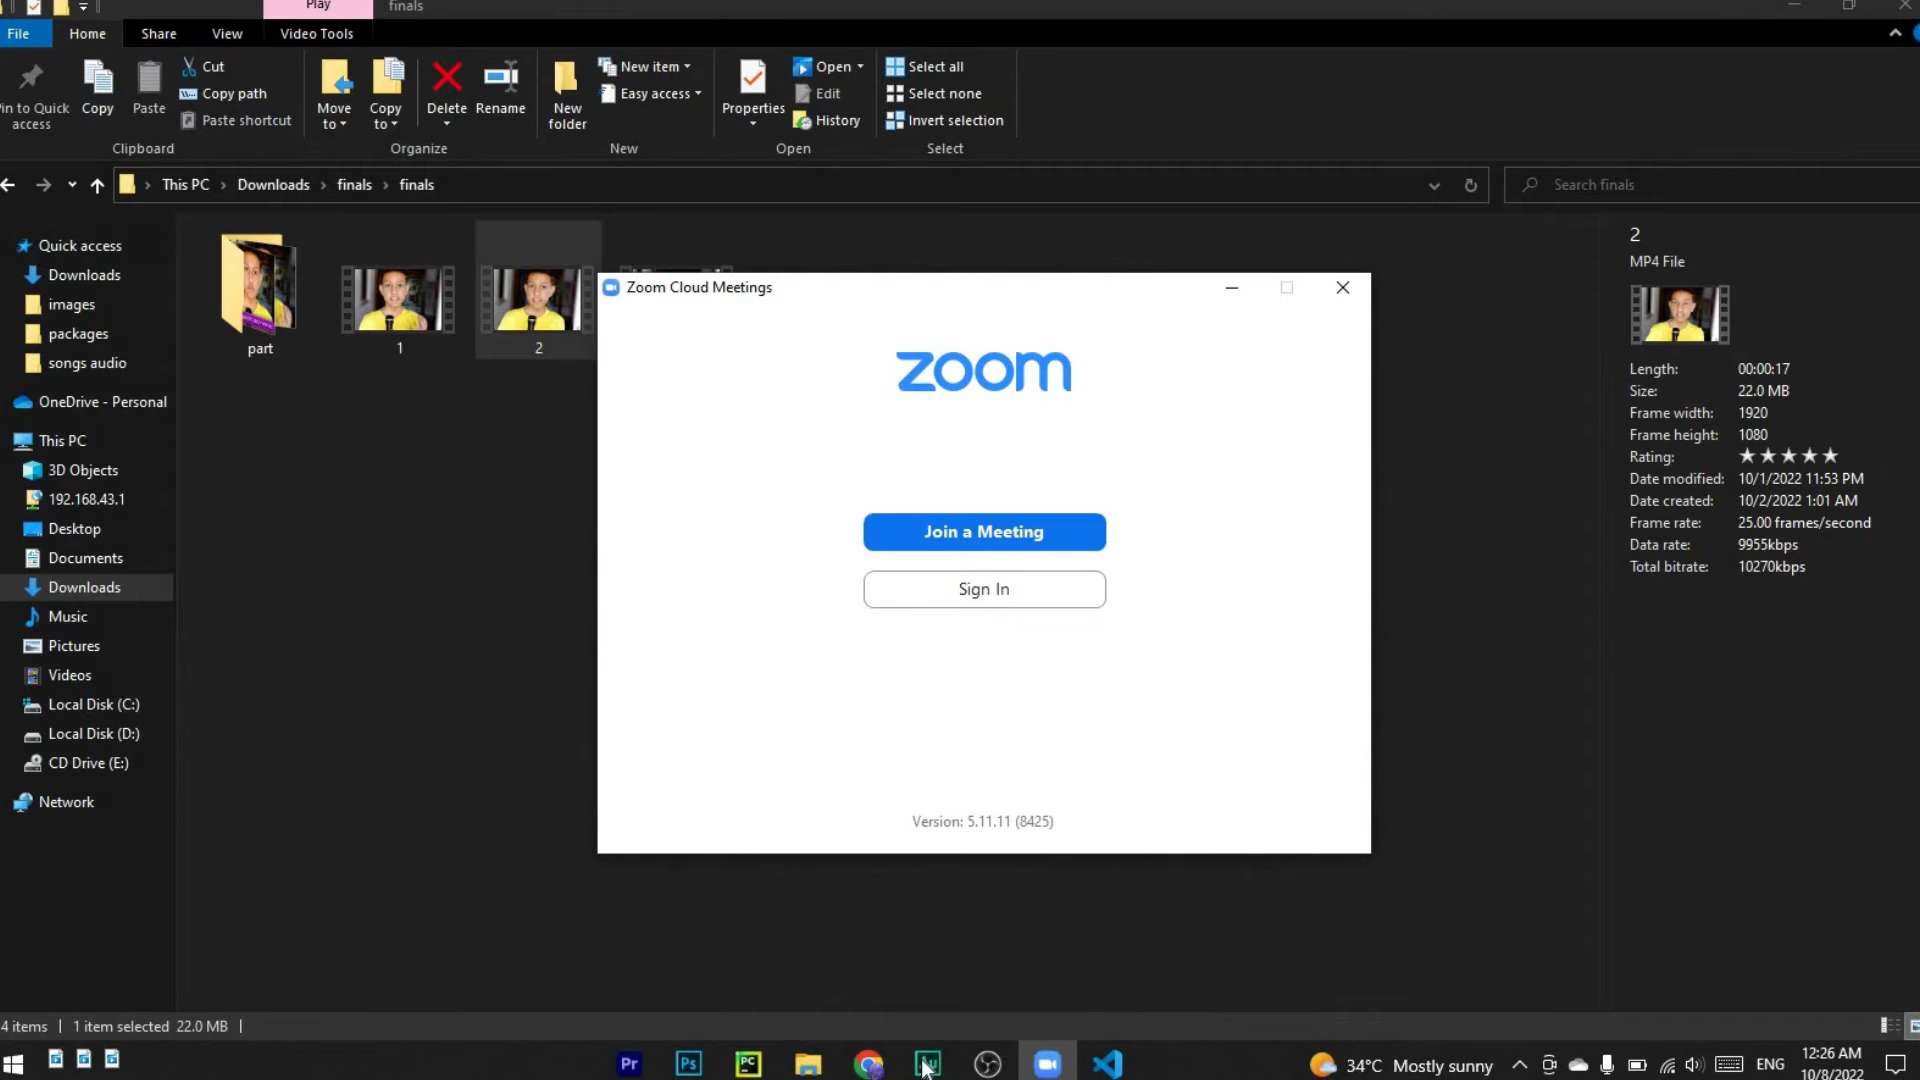 Play
finals
File
Home
Share
View
Video Tools
in to Quick
access
Copy
Paste
Cut
Copy path
Paste shortcut
Clipboard
Move
to
Copy
to
Delete
Rename
Organize
New
folder
New item
Easy access
New
Properties
Open
Edit
History
Open
Select all
Select none
Invert selection
Select
This PC
Downloads
finals
finals
Search finals
Quick access
Downloads
images
packages
songs audio
OneDrive - Personal
This PC
3D Objects
192.168.43.1
Desktop
Documents
Downloads
Music
Pictures
Videos
Local Disk (C:)
Local Disk (D:)
CD Drive (E:)
Network
part
1
2
Zoom Cloud Meetings
zoom
Join a Meeting
Sign In
Version: 5.11.11 (8425)
2
MP4 File
Length: 00:00:17
Size: 22.0 MB
Frame width: 1920
Frame height: 1080
Rating: ★★★★★
Date modified: 10/1/2022 11:53 PM
Date created: 10/2/2022 1:01 AM
Frame rate: 25.00 frames/second
Data rate: 9955kbps
Total bitrate: 10270kbps
4 items
1 item selected 22.0 MB
Pr
Ps
PC
34°C Mostly sunny
ENG
12:26 AM
10/8/2022